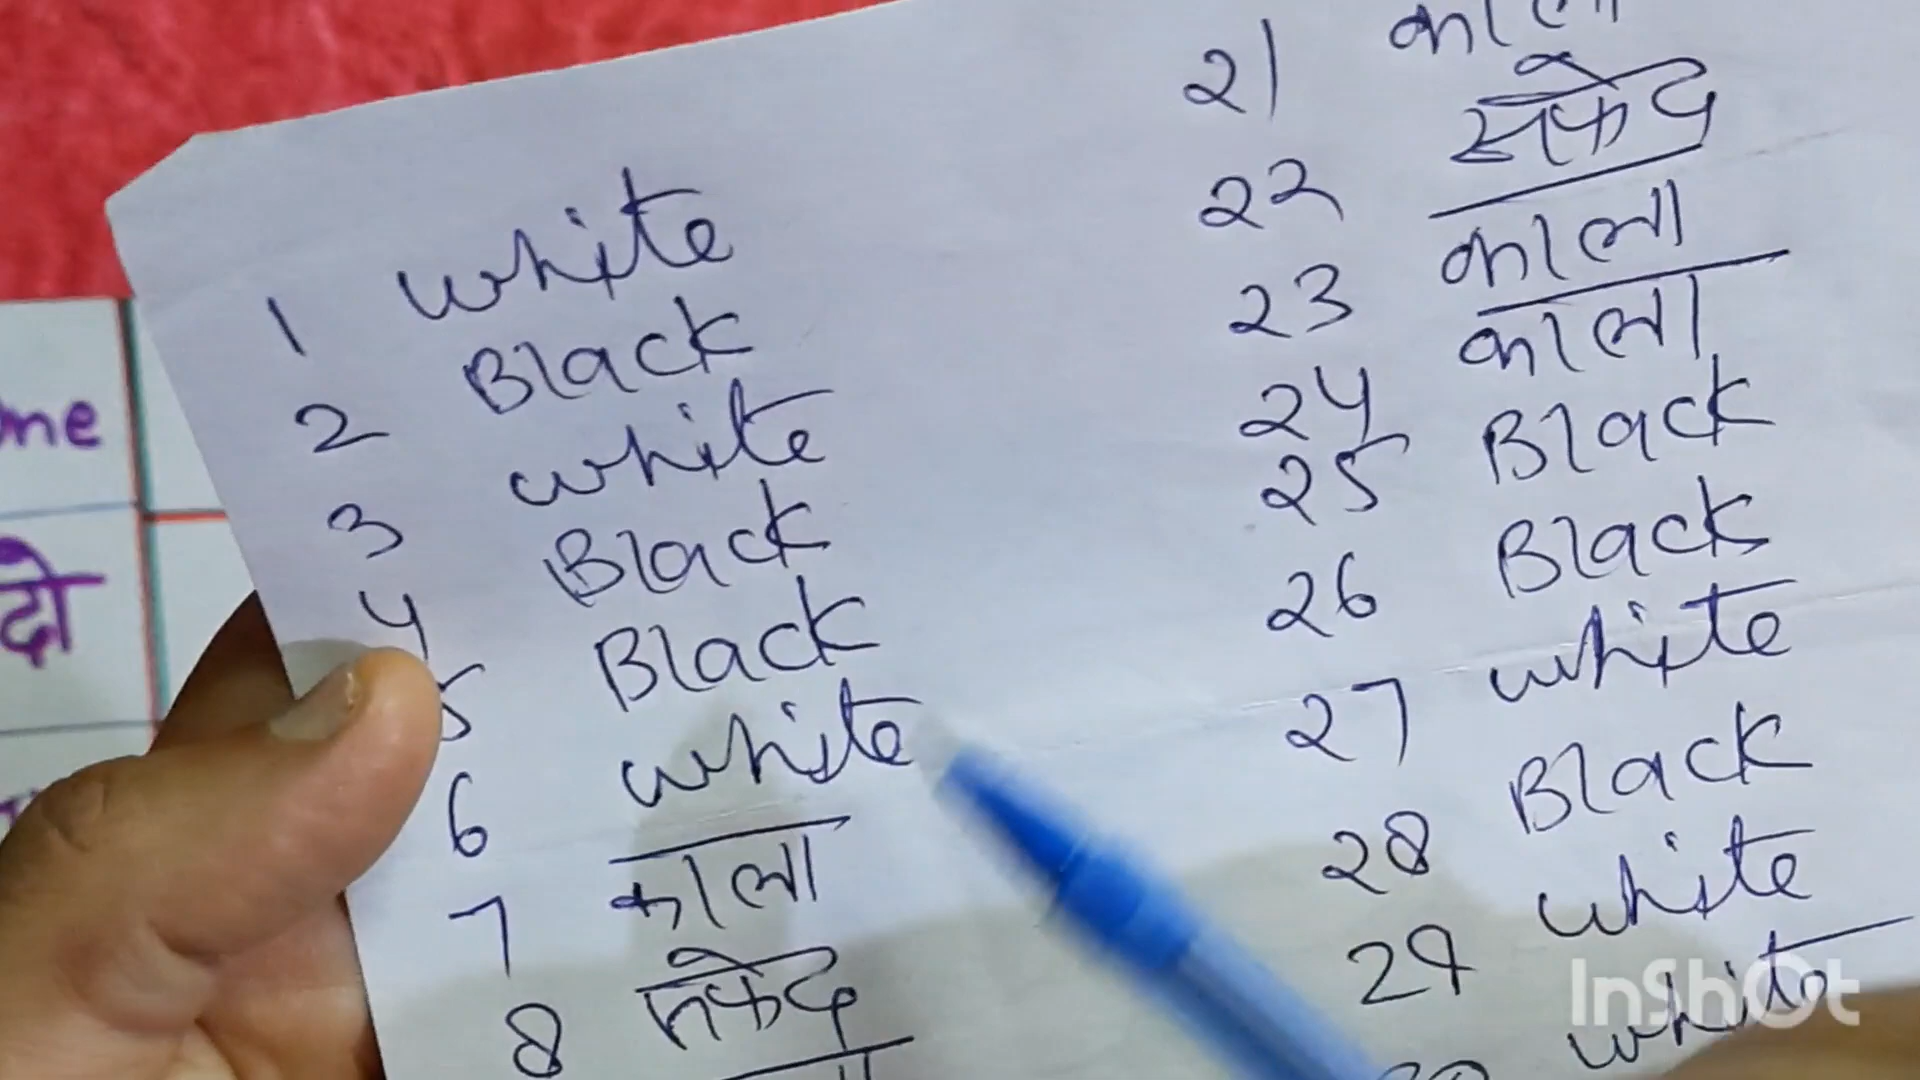 1 white
2 Black
3 white
4 Black
5 Black
6 white
7 काला
8 सफेद
21 काला
22 सफेद
23 काला
24 काला
25 Black
26 Black
27 white
28 Black
29 white
white
दो
InShOt